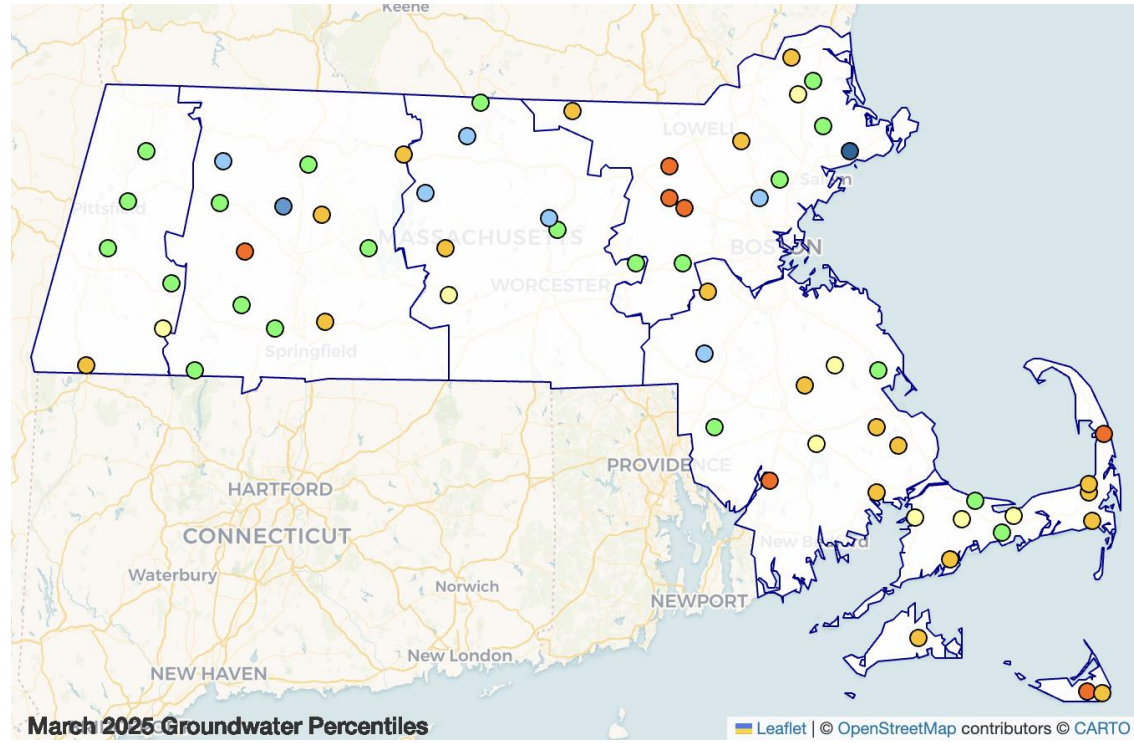 Keene
LOWELL
Salem
Pittsfield
MASSACHUSETTS
BOSTON
WORCESTER
Springfield
PROVIDENCE
HARTFORD
CONNECTICUT
New Bedford
Waterbury
Norwich
NEWPORT
New London
NEW HAVEN
March 2025 Groundwater Percentiles
Leaflet | © OpenStreetMap contributors © CARTO